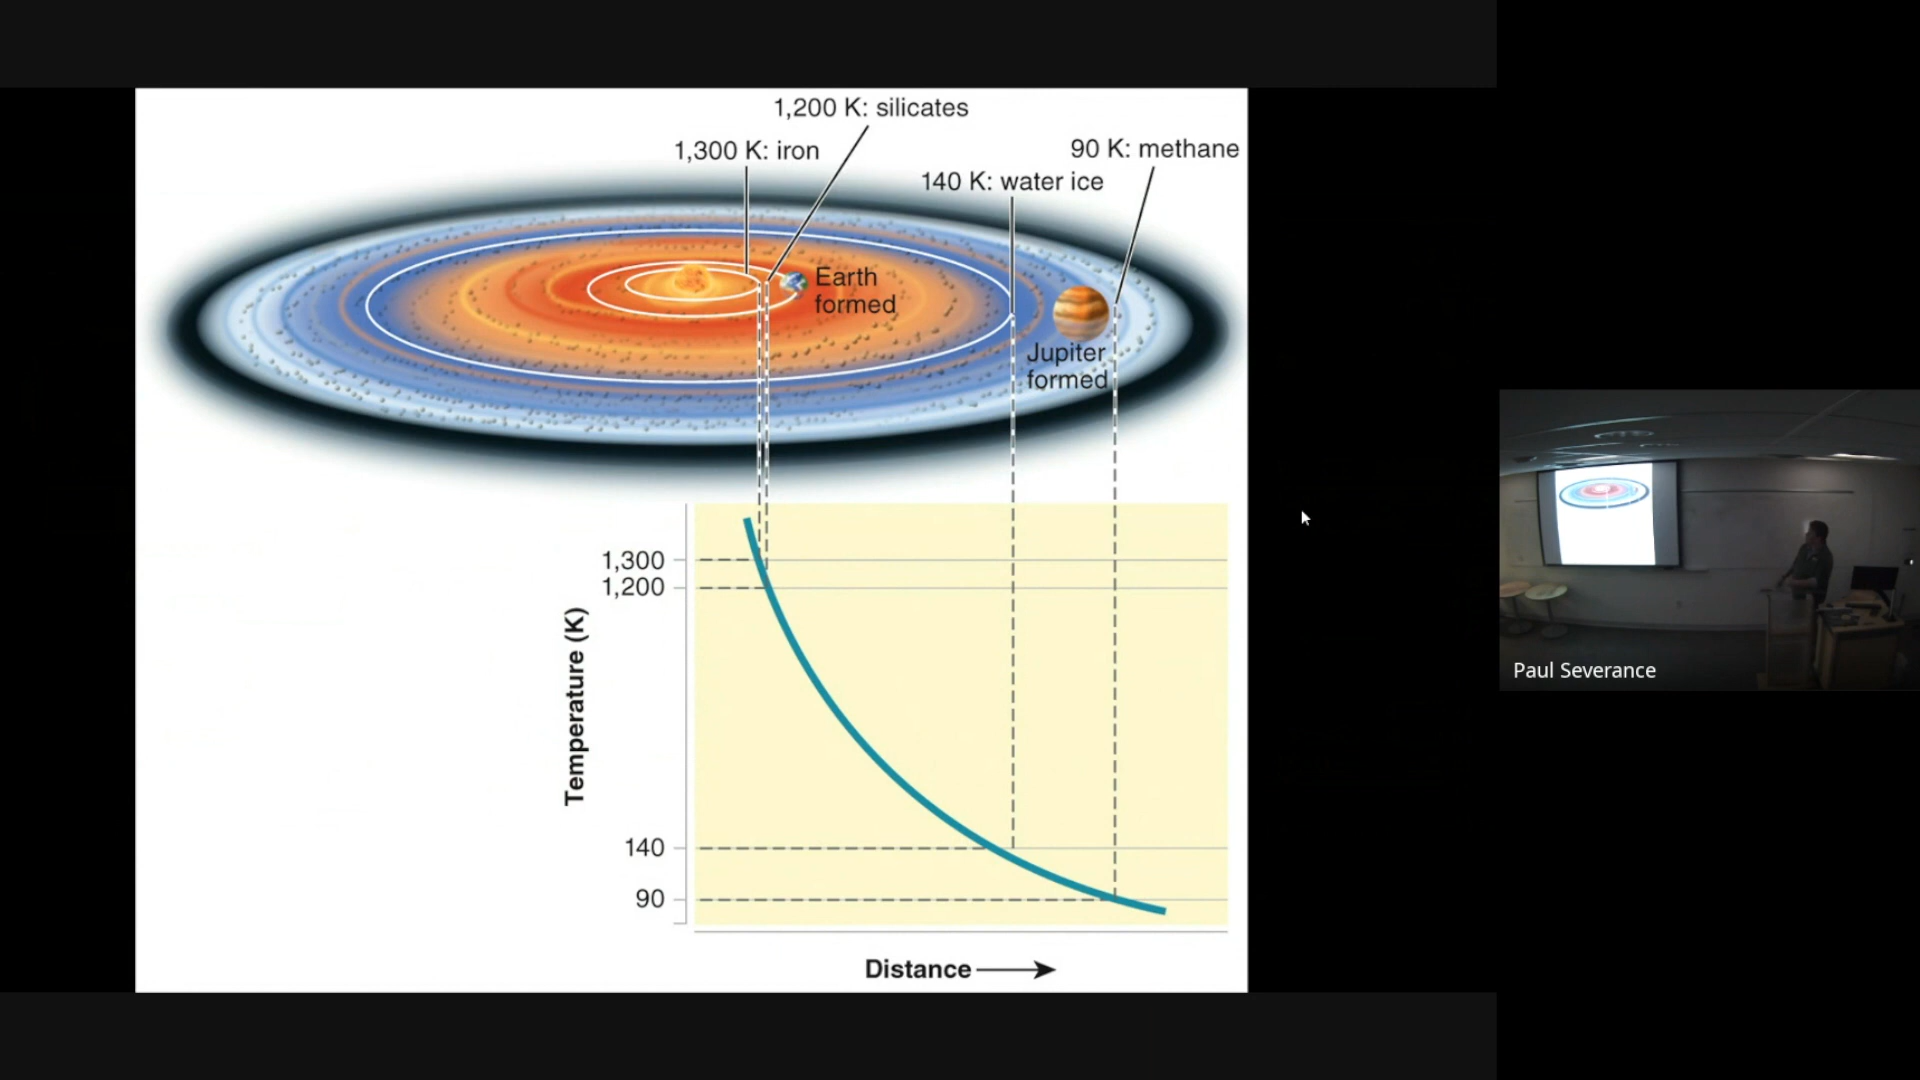 1,200 K: silicates
1,300 K: iron
90 K: methane
140 K: water ice
Earth
formed
Jupiter
formed
1,300
1,200
Temperature (K)
140
90
Distance
Paul Severance